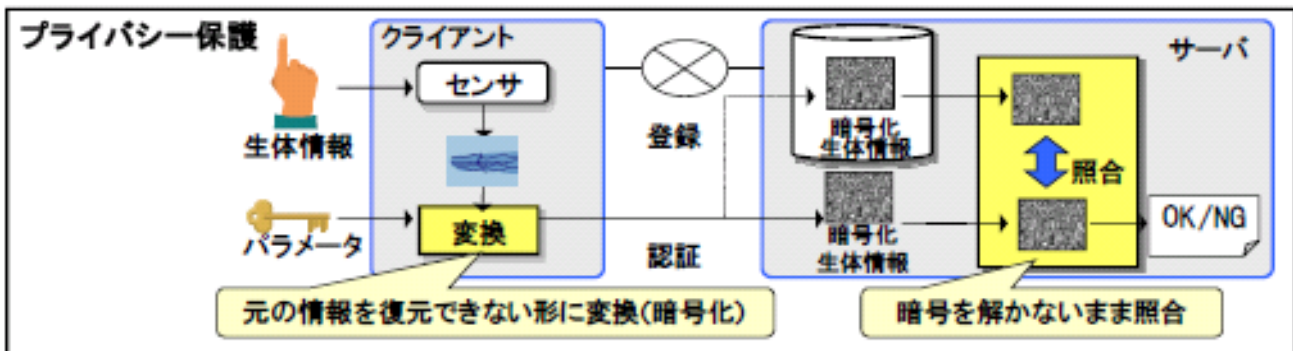 プライバシー保護
クライアント
サーバ
センサ
生体情報
登録
暗号化
生体情報
照合
パラメータ
変換
認証
暗号化
生体情報
OK/NG
元の情報を復元できない形に変換(暗号化)
暗号を解かないまま照合